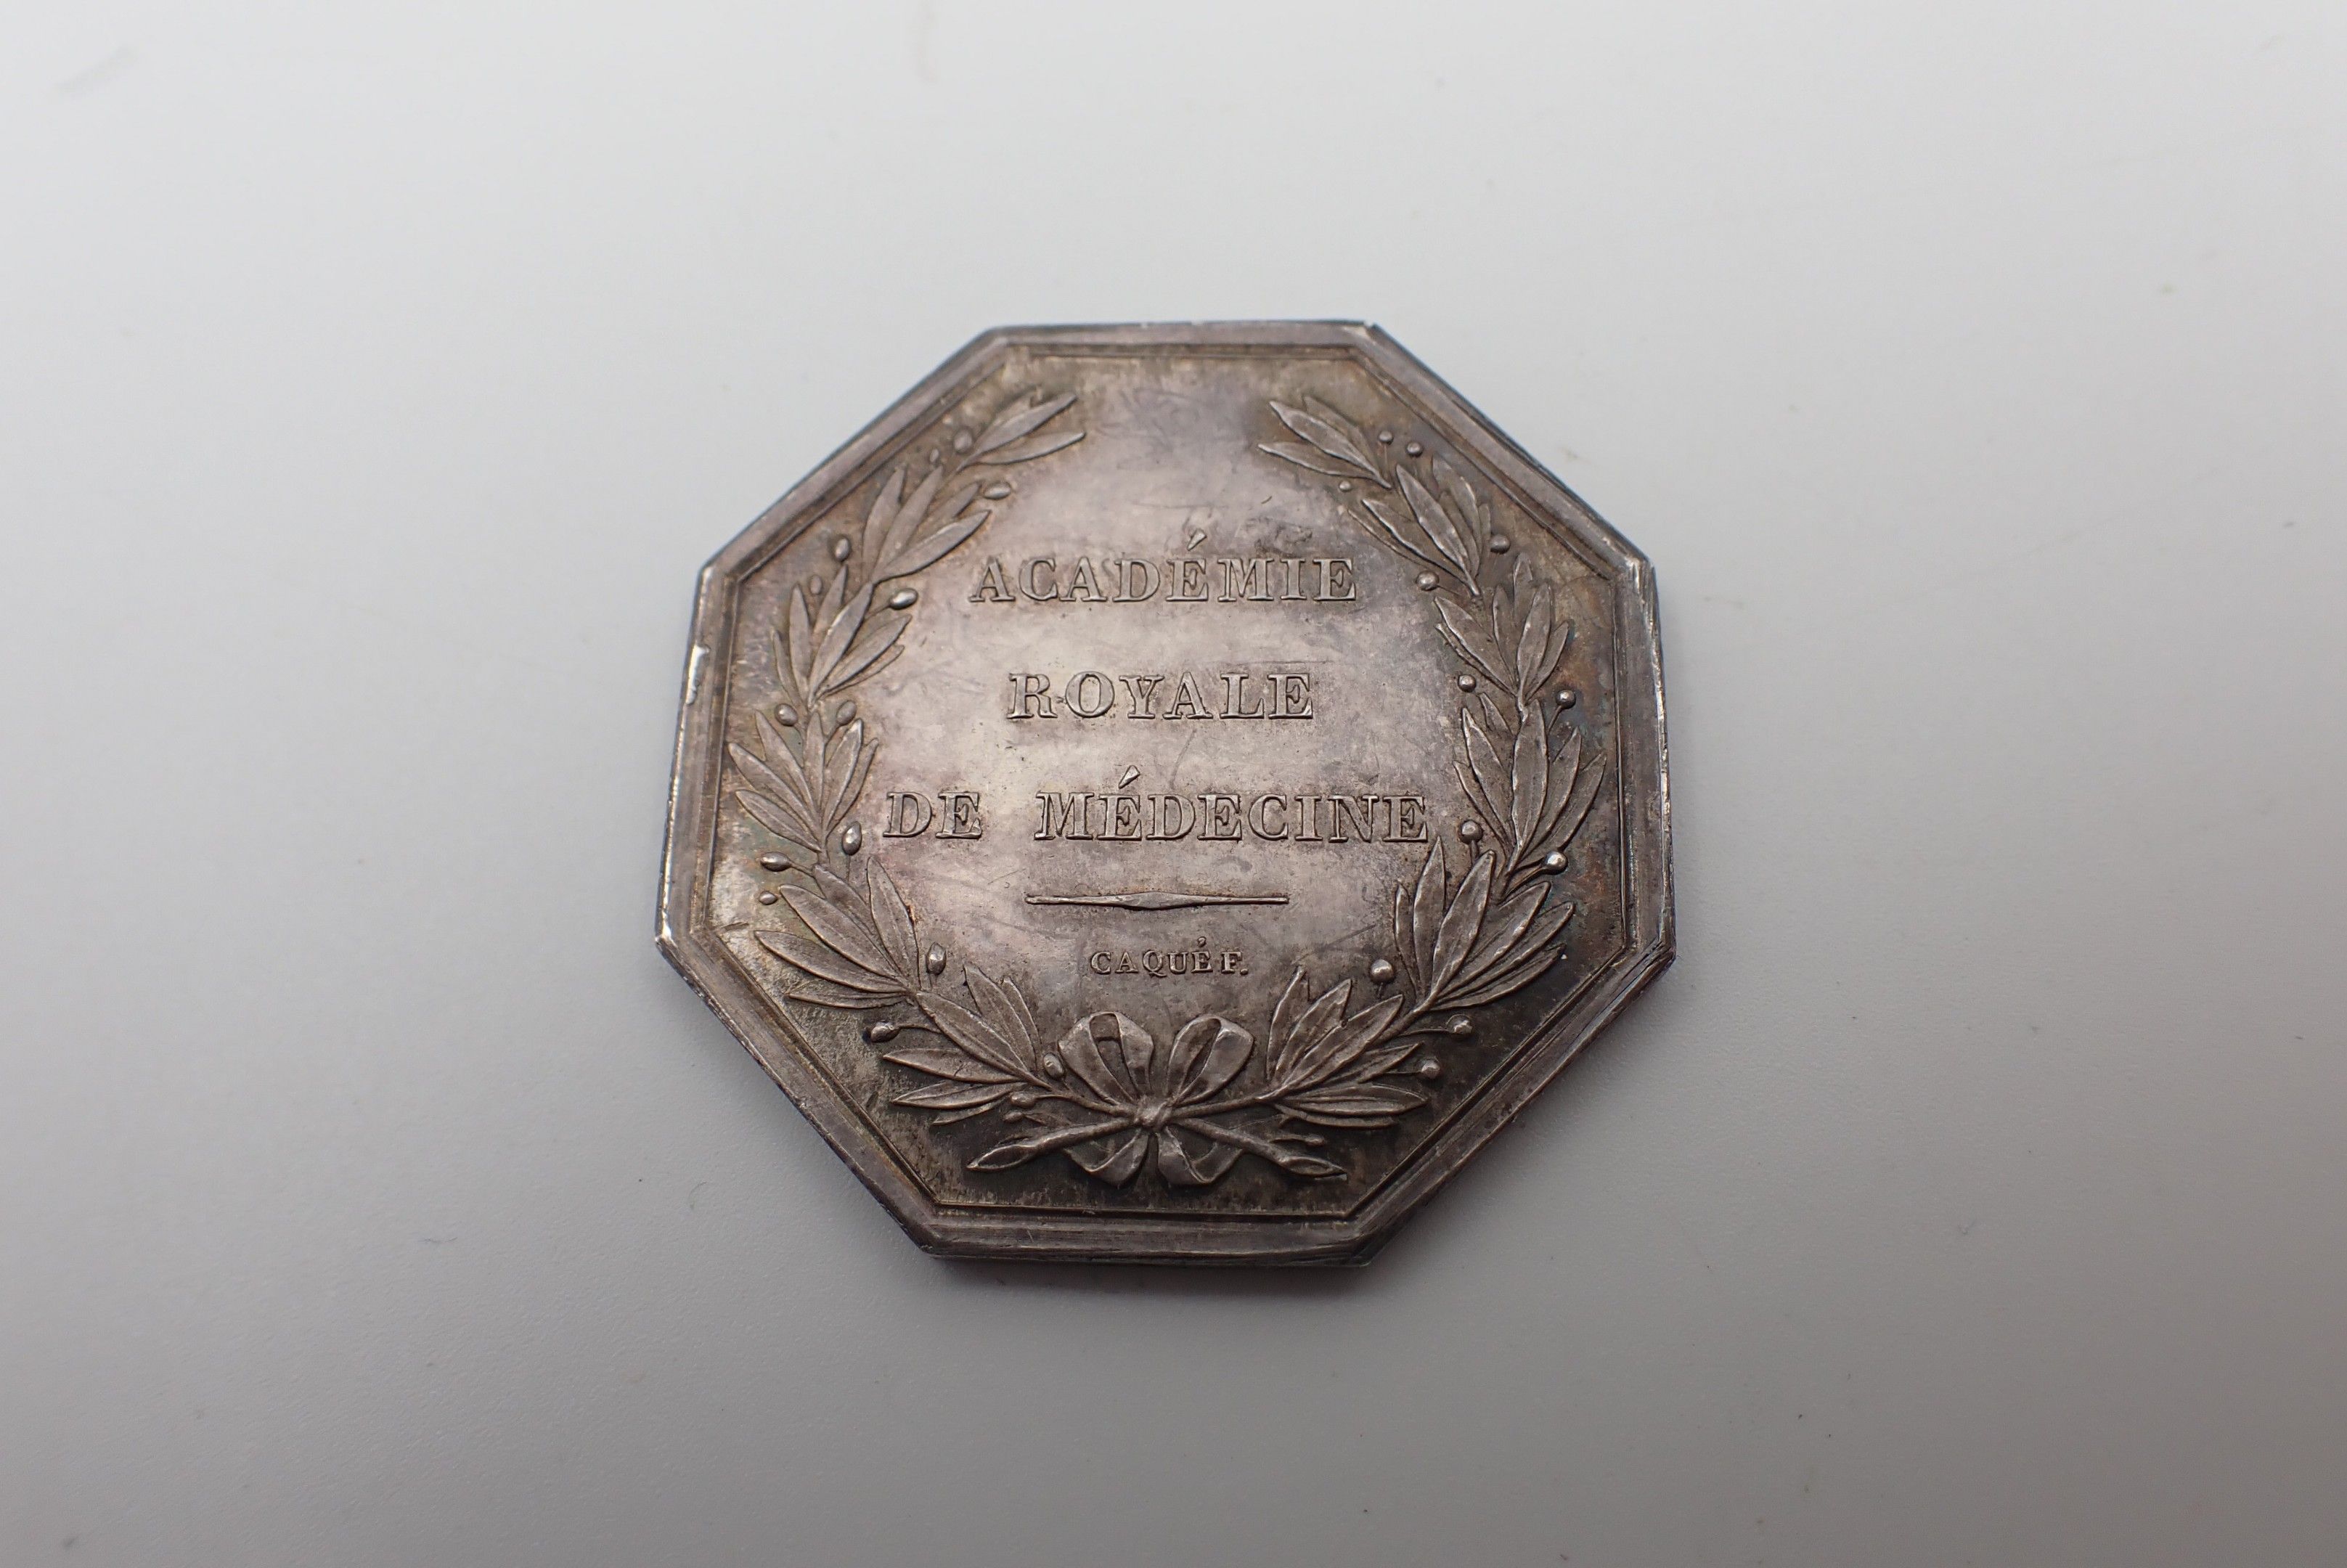 ACADÉMIE
ROYALE
DE MÉDECINE
CAQUÉ F.